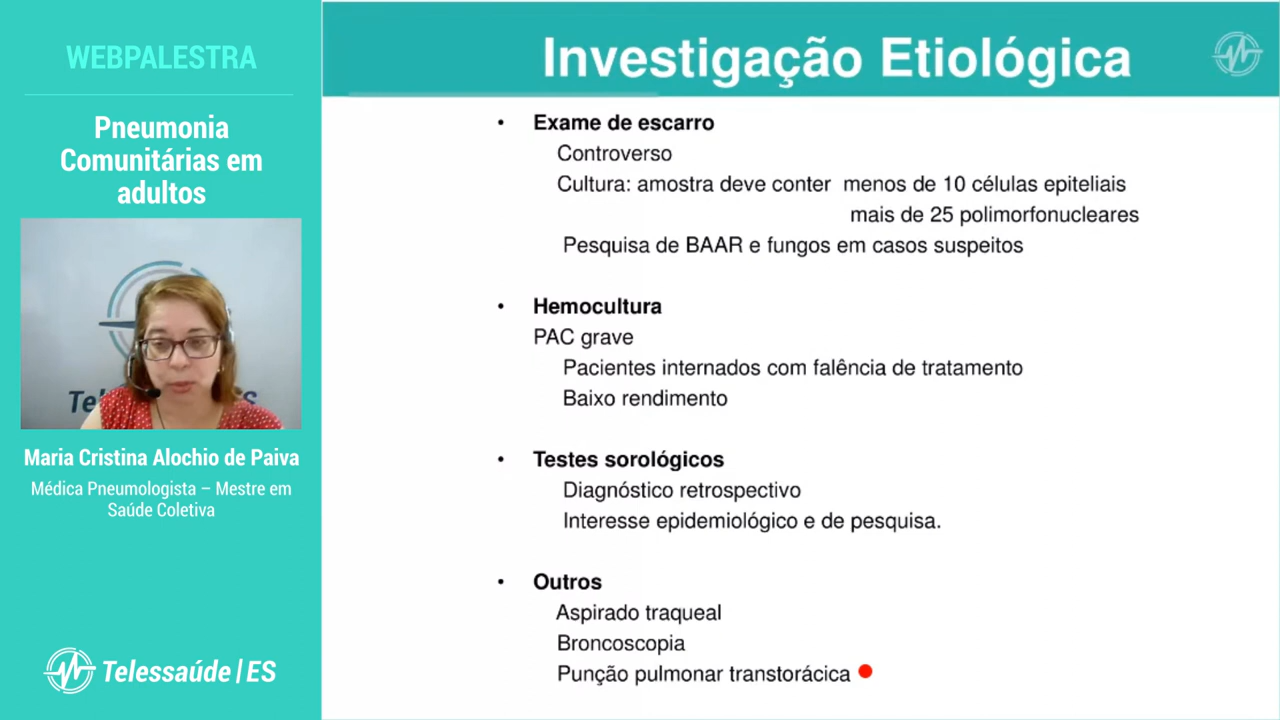 WEBPALESTRA
Pneumonia
Comunitárias em
adultos
Te ES
Maria Cristina Alochio de Paiva
Médica Pneumologista – Mestre em
Saúde Coletiva
Telessaúde|ES
Investigação Etiológica
• Exame de escarro
Controverso
Cultura: amostra deve conter menos de 10 células epiteliais
mais de 25 polimorfonucleares
Pesquisa de BAAR e fungos em casos suspeitos
• Hemocultura
PAC grave
Pacientes internados com falência de tratamento
Baixo rendimento
• Testes sorológicos
Diagnóstico retrospectivo
Interesse epidemiológico e de pesquisa.
• Outros
Aspirado traqueal
Broncoscopia
Punção pulmonar transtorácica